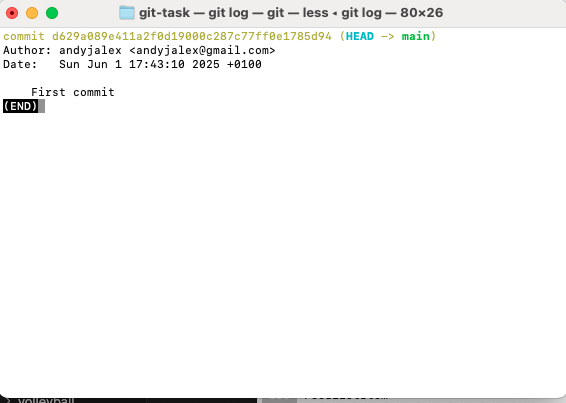 git-task — git log — git — less ◂ git log — 80×26
commit d629a089e411a2f0d19000c287c77ff0e1785d94 (HEAD -> main)
Author: andyjalex <andyjalex@gmail.com>
Date:   Sun Jun 1 17:43:10 2025 +0100
First commit
(END)
volleyball